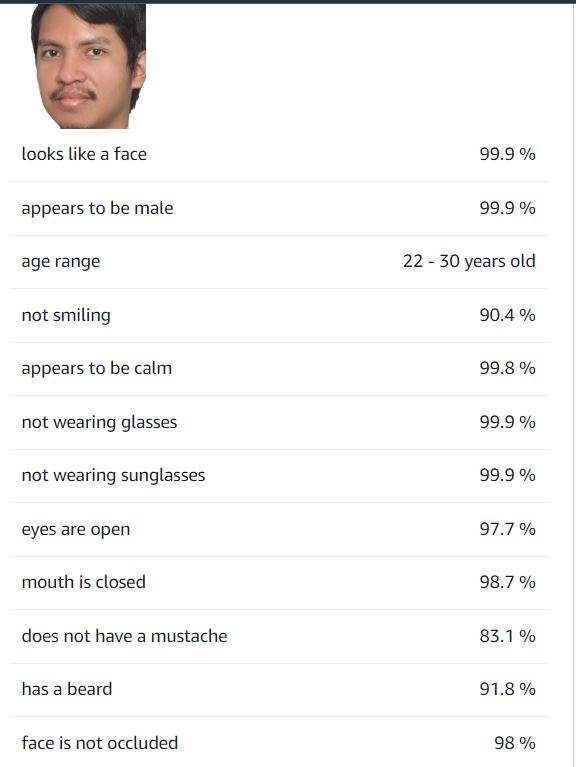 looks like a face 99.9 %
appears to be male 99.9 %
age range 22 - 30 years old
not smiling 90.4 %
appears to be calm 99.8 %
not wearing glasses 99.9 %
not wearing sunglasses 99.9 %
eyes are open 97.7 %
mouth is closed 98.7 %
does not have a mustache 83.1 %
has a beard 91.8 %
face is not occluded 98 %